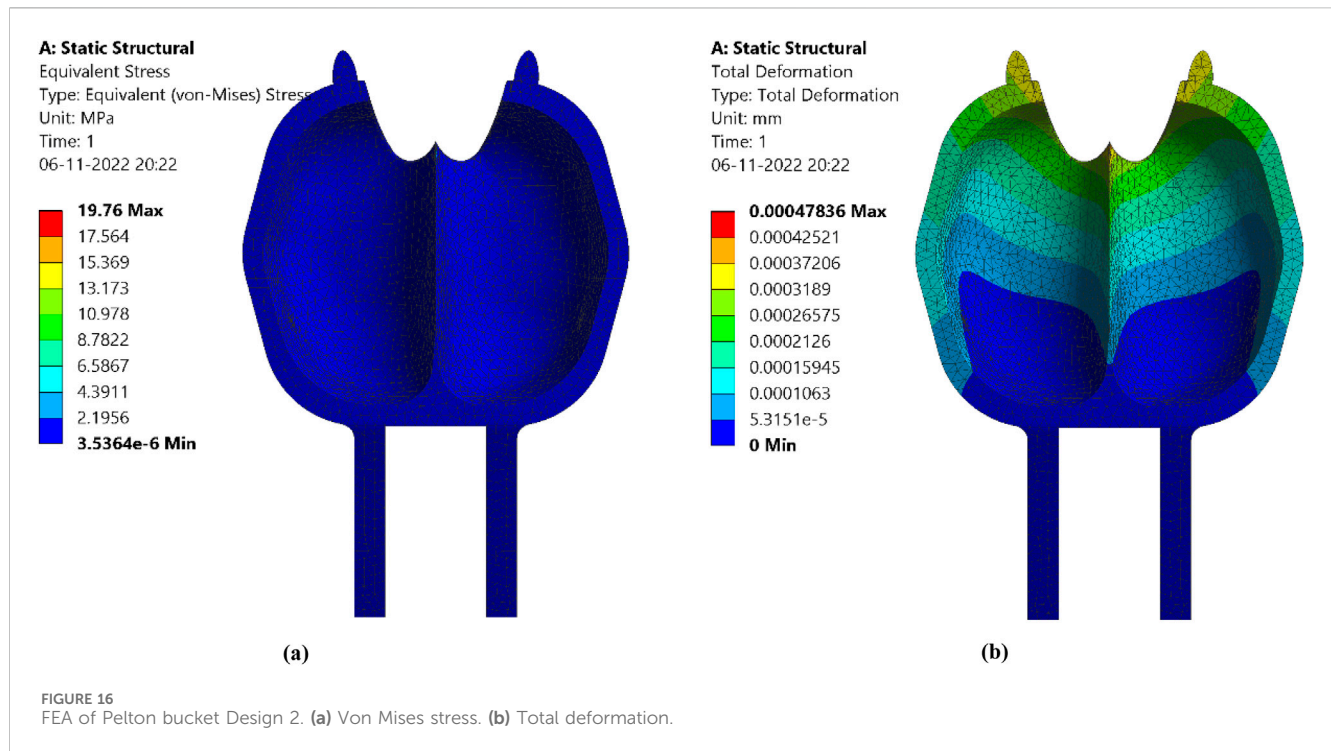 A: Static Structural
Equivalent Stress
Type: Equivalent (von-Mises) Stress
Unit: MPa
Time: 1
06-11-2022 20:22
19.76 Max
17.564
15.369
13.173
10.978
8.7822
6.5867
4.3911
2.1956
3.5364e-6 Min
(a)
A: Static Structural
Total Deformation
Type: Total Deformation
Unit: mm
Time: 1
06-11-2022 20:22
0.00047836 Max
0.00042521
0.00037206
0.0003189
0.00026575
0.0002126
0.00015945
0.0001063
5.3151e-5
0 Min
(b)
FIGURE 16
FEA of Pelton bucket Design 2. (a) Von Mises stress. (b) Total deformation.